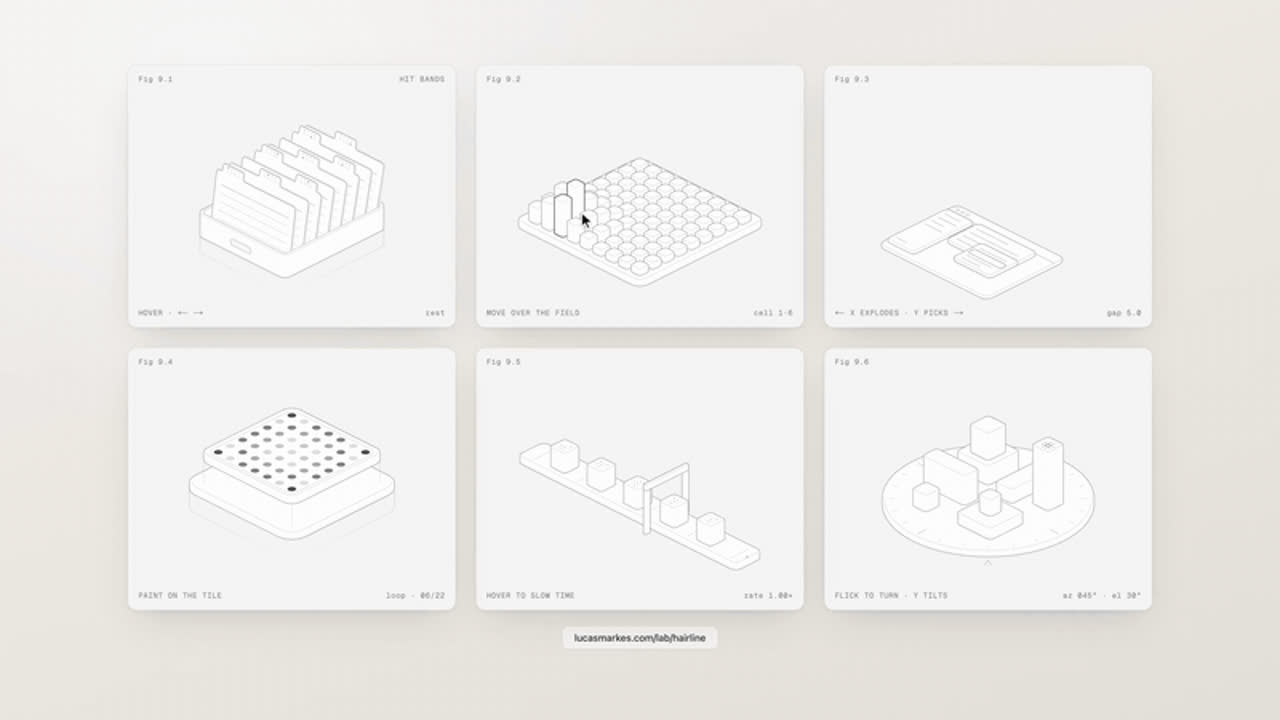 Fig 9.1
HIT BANDS
HOVER · ← →
rest
Fig 9.2
MOVE OVER THE FIELD
cell 1·6
Fig 9.3
← X EXPLODES · Y PICKS →
gap 5.0
Fig 9.4
PAINT ON THE TILE
loop · 06/22
Fig 9.5
HOVER TO SLOW TIME
rate 1.00×
Fig 9.6
FLICK TO TURN · Y TILTS
az 045° · el 30°
lucasmarkes.com/lab/hairline